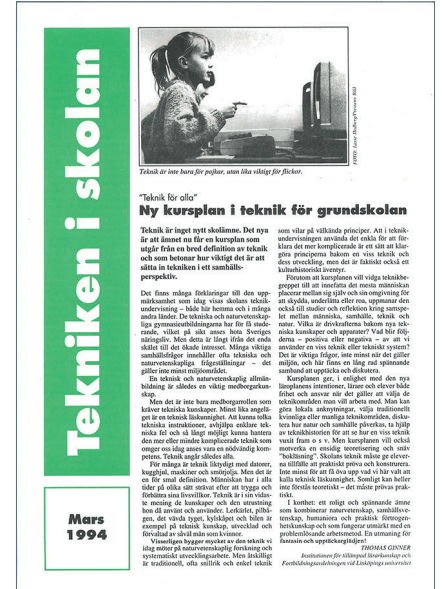 Tekniken i skolan
Mars
1994
FOTO: Lasse Hedberg/Pressens Bild
Teknik är inte bara för pojkar, utan lika viktigt för flickor.
"Teknik för alla"
Ny kursplan i teknik för grundskolan
Teknik är inget nytt skolämne. Det nya
är att ämnet nu får en kursplan som
utgår från en bred definition av teknik
och som betonar hur viktigt det är att
sätta in tekniken i ett samhälls-
perspektiv.
Det finns många förklaringar till den upp-
märksamhet som idag visas skolans teknik-
undervisning – både här hemma och i många
andra länder. De tekniska och naturvetenskap-
liga gymnasieutbildningarna har för få stude-
rande, vilket på sikt anses hota Sveriges
näringsliv. Men detta är långt ifrån det enda
skälet till det ökade intresset. Många viktiga
samhällsfrågor innehåller ofta tekniska och
naturvetenskapliga frågeställningar – det
gäller inte minst miljöområdet.
En teknisk och naturvetenskaplig allmän-
bildning är således en viktig medborgarkun-
skap.
Men det är inte bara medborgarrollen som
kräver tekniska kunskaper. Minst lika angelä-
get är en teknisk läskunnighet. Att kunna tolka
tekniska instruktioner, avhjälpa enklare tek-
niska fel och så långt möjligt kunna hantera
den mer eller mindre komplicerade teknik som
omger oss idag anses vara en nödvändig kom-
petens. Teknik angår således alla.
För många är teknik liktydigt med datorer,
kugghjul, maskiner och smörjolja. Men det är
en för smal definition. Människan har i alla
tider på olika sätt strävat efter att trygga och
förbättra sina livsvillkor. Teknik är i sin vidas-
te mening de kunskaper och den utrustning
hon då använt och använder. Lerkärlet, pilbå-
gen, det vävda tyget, kylskåpet och bilen är
exempel på teknik kunskap, utvecklad och
förvaltad av såväl män som kvinnor.
Visserligen bygger mycket av den teknik vi
idag möter på naturvetenskaplig forskning och
systematiskt utvecklingsarbete. Men åtskilligt
är traditionell, ofta snillrik och enkel teknik
som vilar på välkända principer. Att i teknik-
undervisningen använda det enkla för att för-
klara det mer komplicerade är ett sätt att klar-
göra principerna bakom en viss teknik och
dess utveckling, men det är faktiskt också ett
kulturhistoriskt äventyr.
Förutom att kursplanen vill vidga teknikbe-
greppet till att innefatta det mesta människan
placerar mellan sig själv och sin omgivning för
att skydda, underlätta eller roa, uppmanar den
också till studier och reflektion kring samspe-
let mellan människa, samhälle, teknik och
natur. Vilka är drivkrafterna bakom nya tek-
niska kunskaper och apparater? Vad blir följ-
derna – positiva eller negativa – av att vi
använder en viss teknik eller tekniskt system?
Det är viktiga frågor, inte minst när det gäller
miljön, och här finns en lång rad spännande
samband att upptäcka och diskutera.
Kursplanen ger, i enlighet med den nya
läroplanens intentioner, lärare och elever både
frihet och ansvar när det gäller att välja de
teknikområden man vill arbeta med. Man kan
göra lokala anknytningar, välja traditionellt
kvinnliga eller manliga teknikområden, disku-
tera hur natur och samhälle påverkas, ta hjälp
av teknikhistorien för att se hur en viss teknik
vuxit fram o s v. Men kursplanen vill också
motverka en ensidig teoretisering och snäv
"bokläsning". Skolans teknik måste ge elever-
na tillfälle att praktiskt pröva och konstruera.
Inte minst för att få öva upp vad vi här valt att
kalla teknisk läskunnighet. Somligt kan heller
inte förstås teoretiskt – det måste prövas prak-
tiskt.
I korthet: ett roligt och spännande ämne
som kombinerar naturvetenskap, samhälls-
vetenskap, humaniora och praktisk förtrogen-
hetskunskap och som fungerar utmärkt med en
problemlösande arbetsmetod. En utmaning för
fantasin och upptäckarglädjen!
THOMAS GINNER
Institutionen för tillämpad lärarkunskap och
Fortbildningsavdelningen vid Linköpings universitet